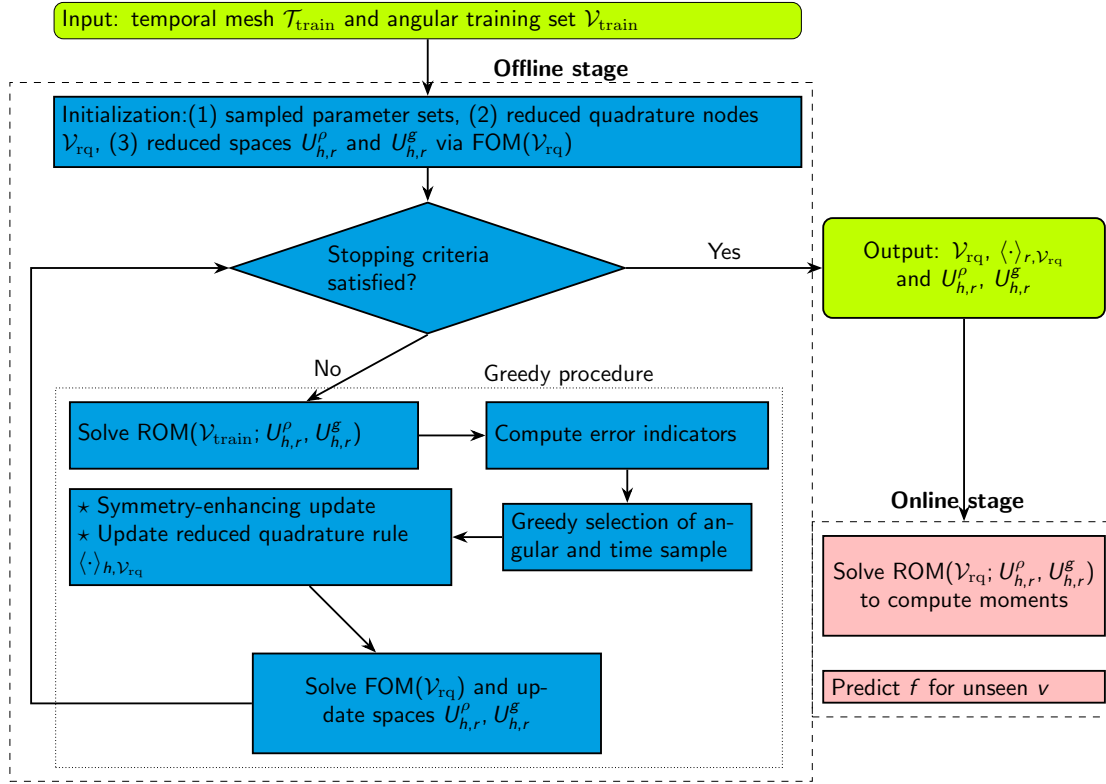 Input: temporal mesh 𝒯_train and angular training set 𝒱_train
Offline stage
Initialization:(1) sampled parameter sets, (2) reduced quadrature nodes
𝒱_rq, (3) reduced spaces U^ρ_{h,r} and U^g_{h,r} via FOM(𝒱_rq)
Stopping criteria
satisfied?
Yes
Output: 𝒱_rq, ⟨·⟩_{r,𝒱_rq}
and U^ρ_{h,r}, U^g_{h,r}
No
Greedy procedure
Solve ROM(𝒱_train; U^ρ_{h,r}, U^g_{h,r})
Compute error indicators
Greedy selection of an-
gular and time sample
⋆ Symmetry-enhancing update
⋆ Update reduced quadrature rule
⟨·⟩_{h,𝒱_rq}
Solve FOM(𝒱_rq) and up-
date spaces U^ρ_{h,r}, U^g_{h,r}
Online stage
Solve ROM(𝒱_rq; U^ρ_{h,r}, U^g_{h,r})
to compute moments
Predict f for unseen v